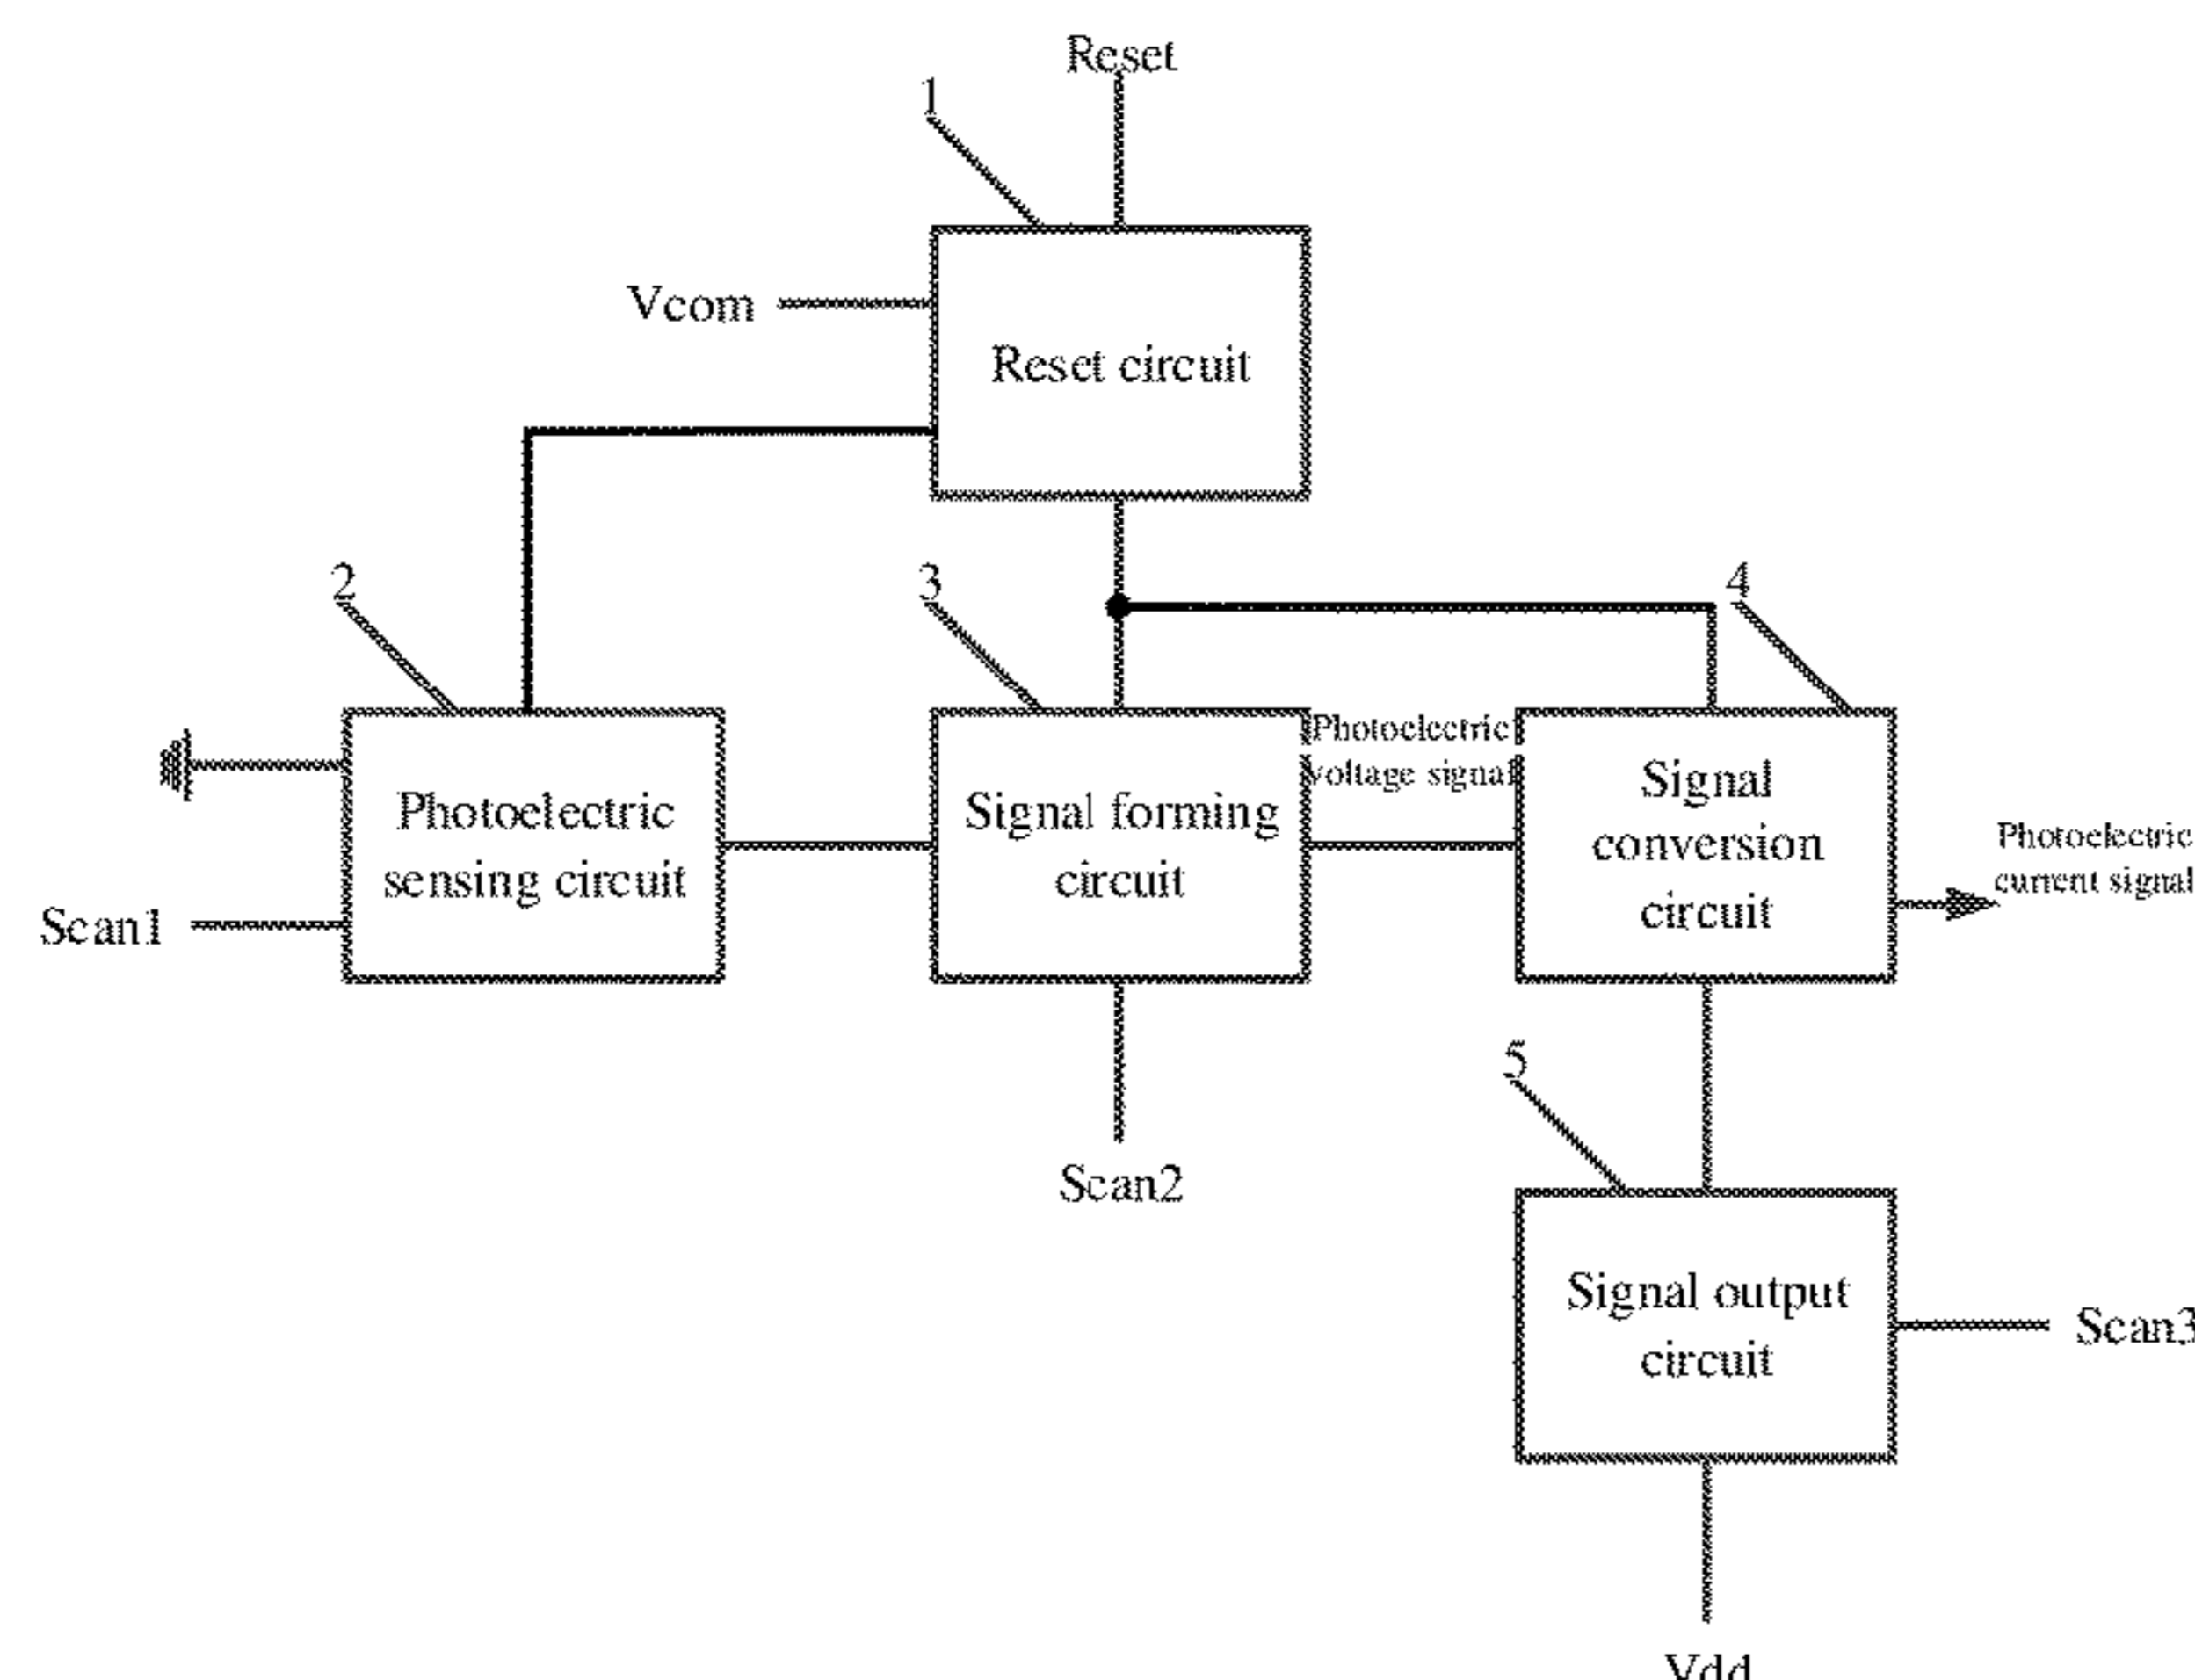 Reset
1
Vcom
Reset circuit
2
3
4
Photoelectric
voltage signal
Photoelectric
sensing circuit
Signal forming
circuit
Signal
conversion
circuit
Photoelectric
current signal
Scan1
5
Scan2
Signal output
circuit
Scan3
Vdd